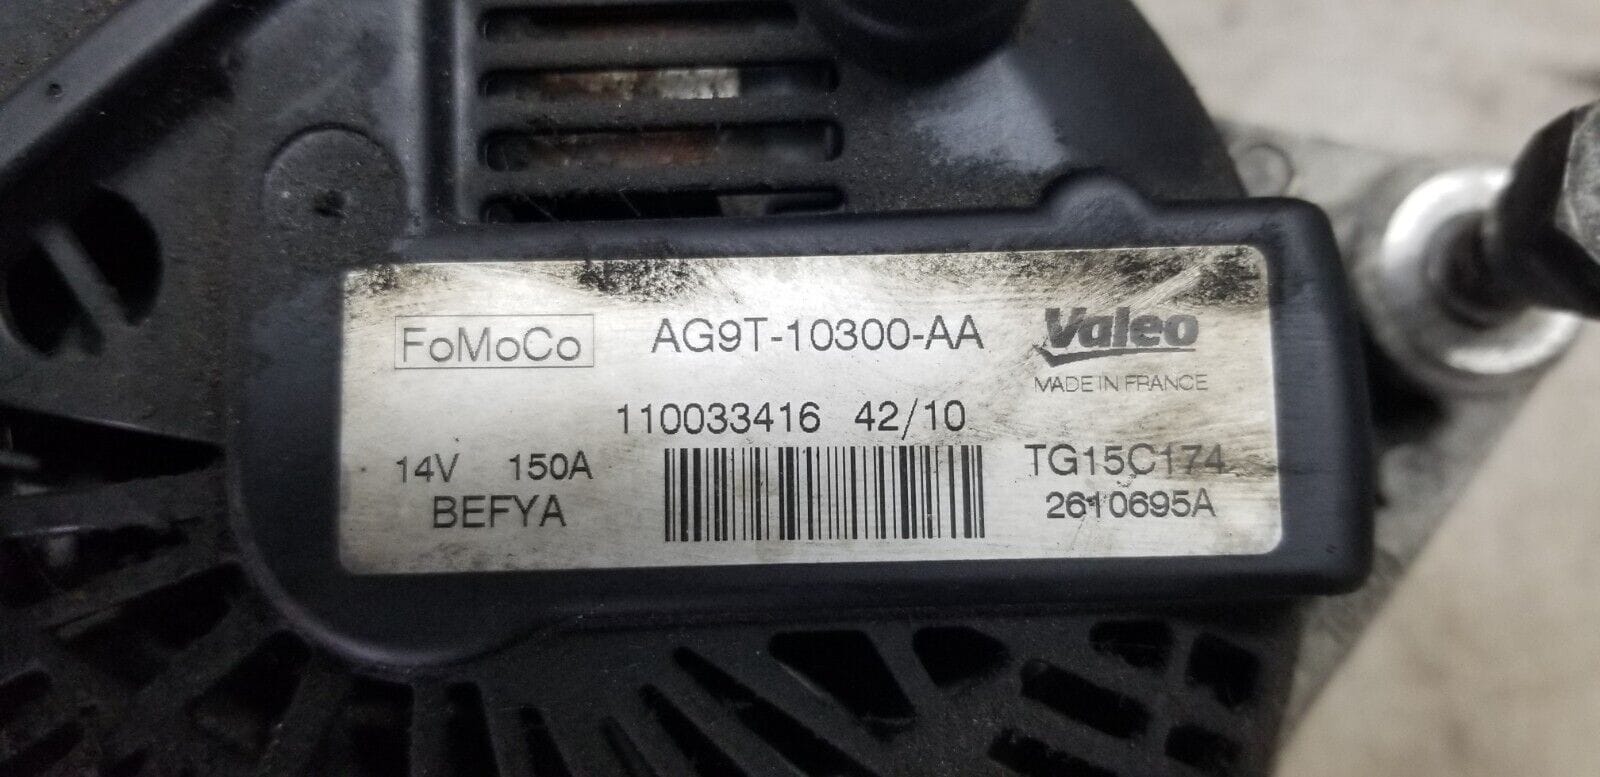 FoMoCo AG9T-10300-AA Valeo
MADE IN FRANCE
110033416 42/10
14V 150A TG15C174
BEFYA 2610695A